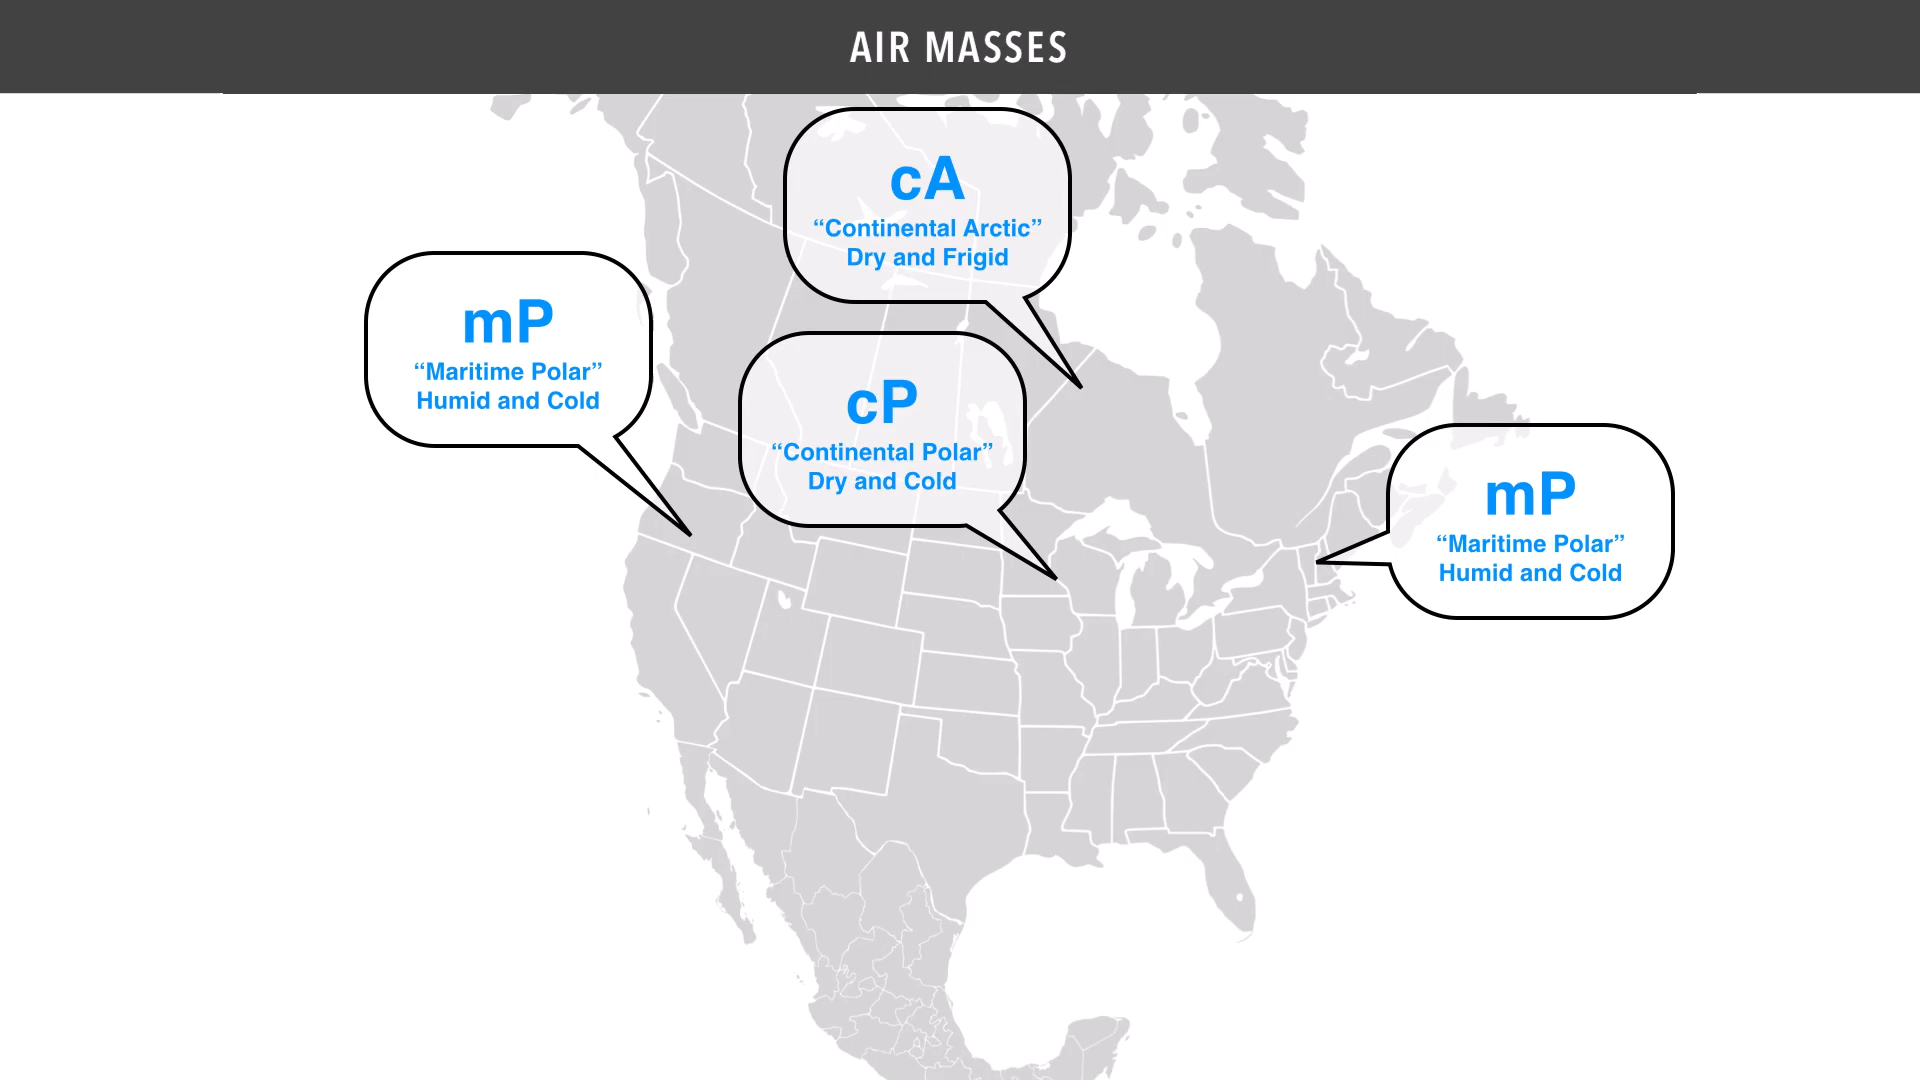 AIR MASSES
cA
“Continental Arctic”
Dry and Frigid
mP
“Maritime Polar”
Humid and Cold
cP
“Continental Polar”
Dry and Cold
mP
“Maritime Polar”
Humid and Cold